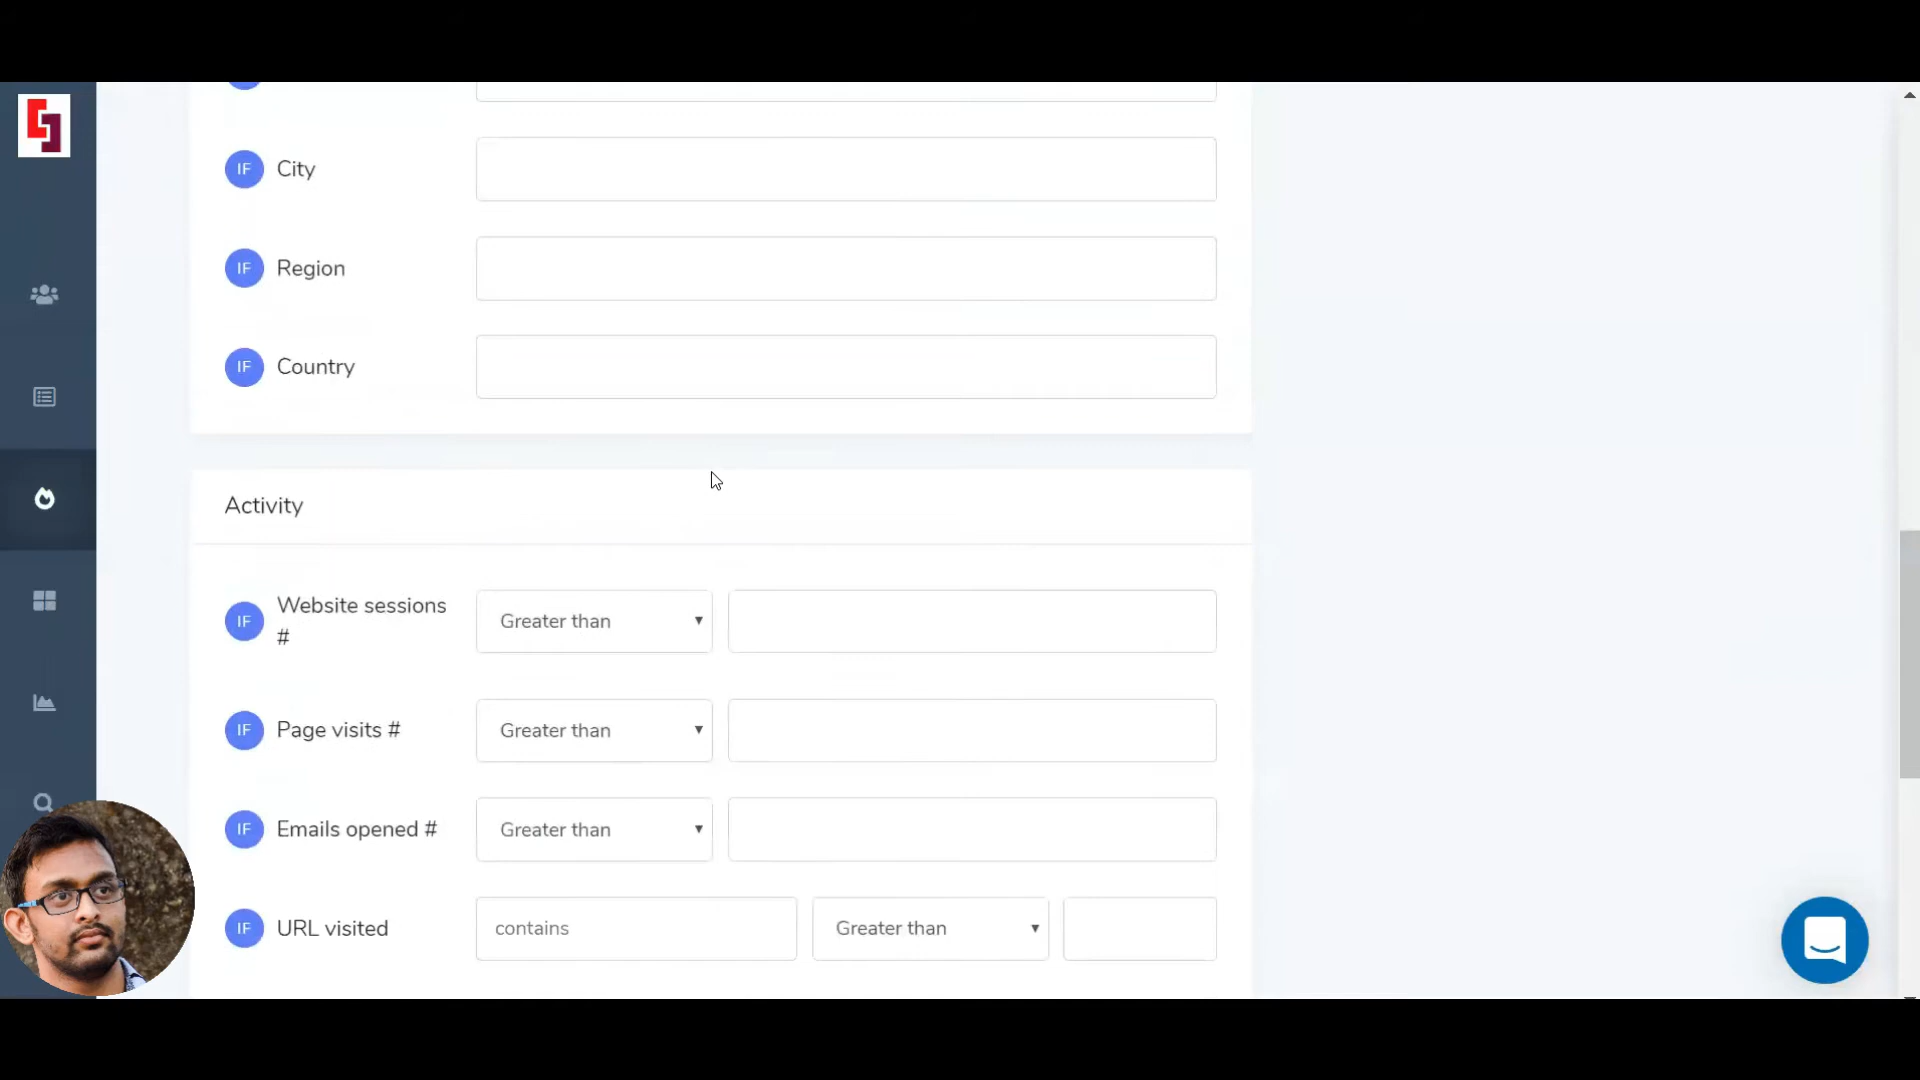 IF City
IF Region
IF Country
Activity
IF Website sessions # Greater than
IF Page visits # Greater than
IF Emails opened # Greater than
IF URL visited contains Greater than